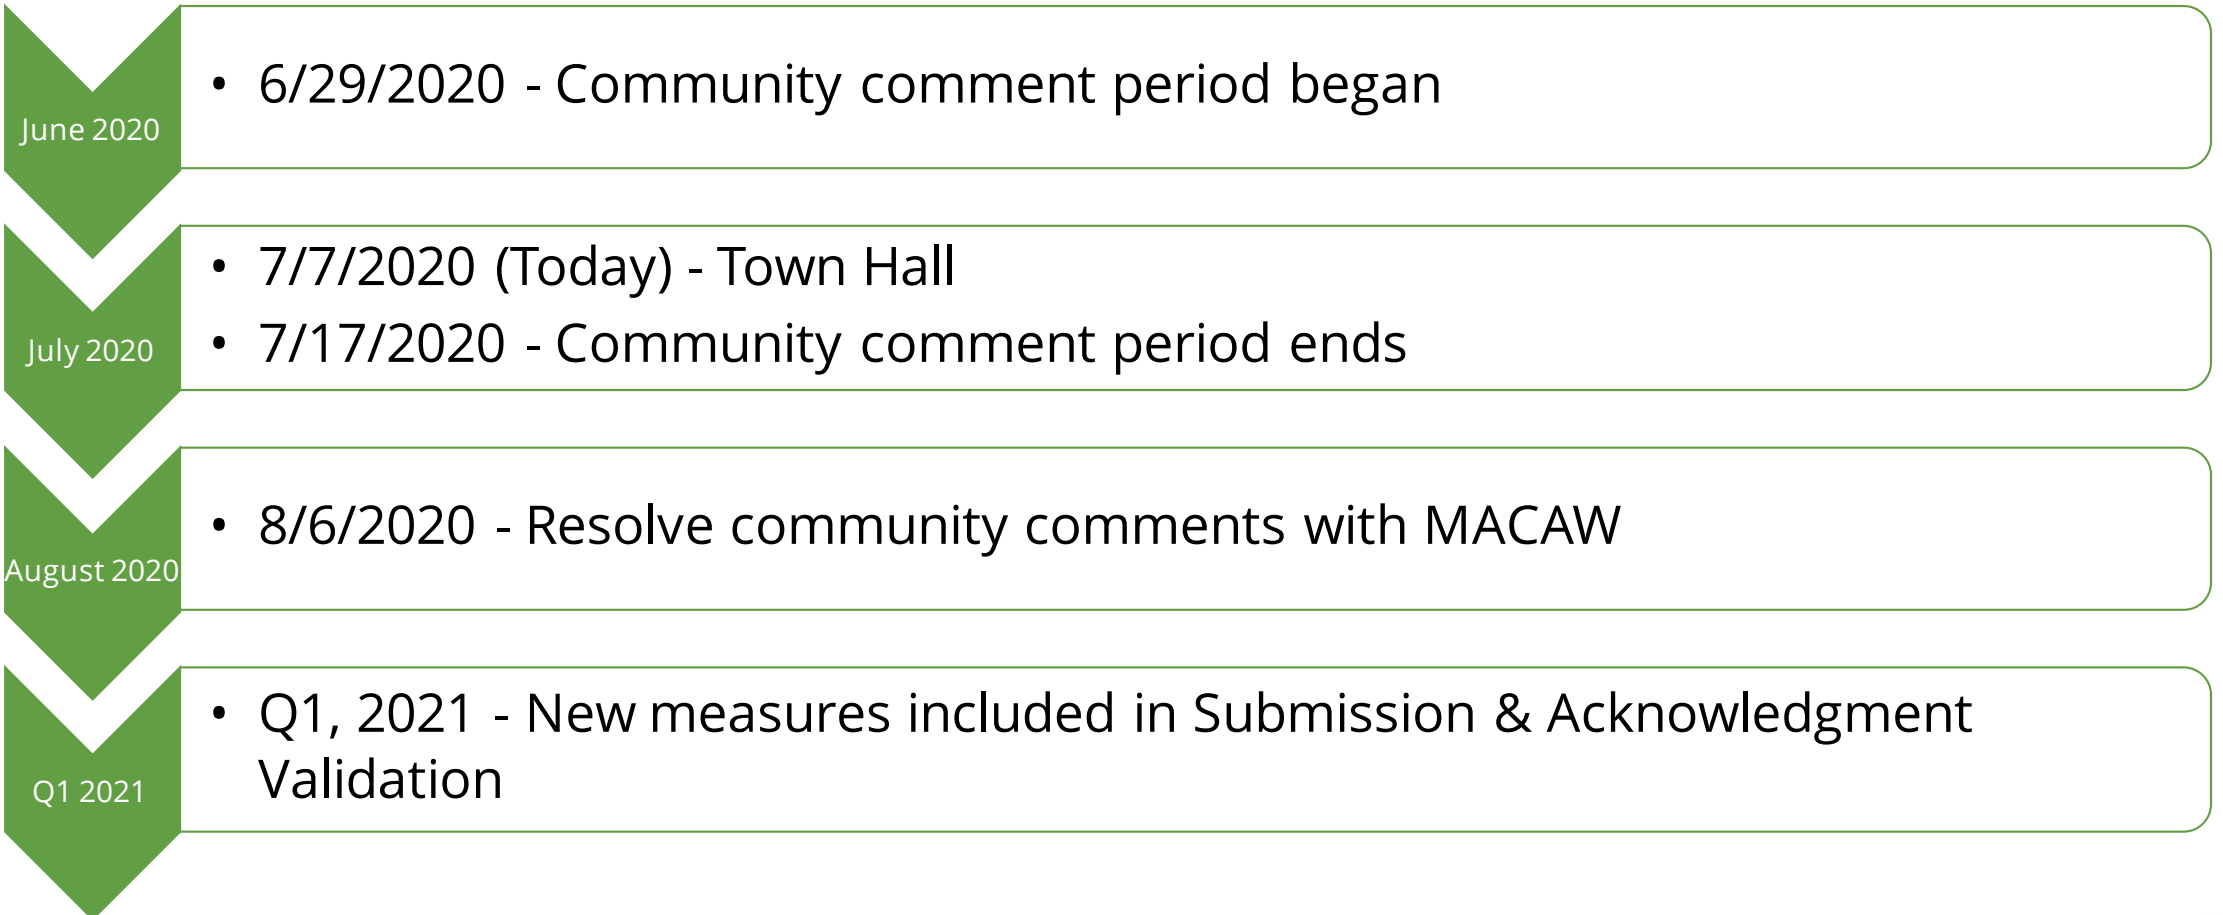 June 2020
• 6/29/2020 - Community comment period began
July 2020
• 7/7/2020 (Today) - Town Hall
• 7/17/2020 - Community comment period ends
August 2020
• 8/6/2020 - Resolve community comments with MACAW
Q1 2021
• Q1, 2021 - New measures included in Submission & Acknowledgment
Validation